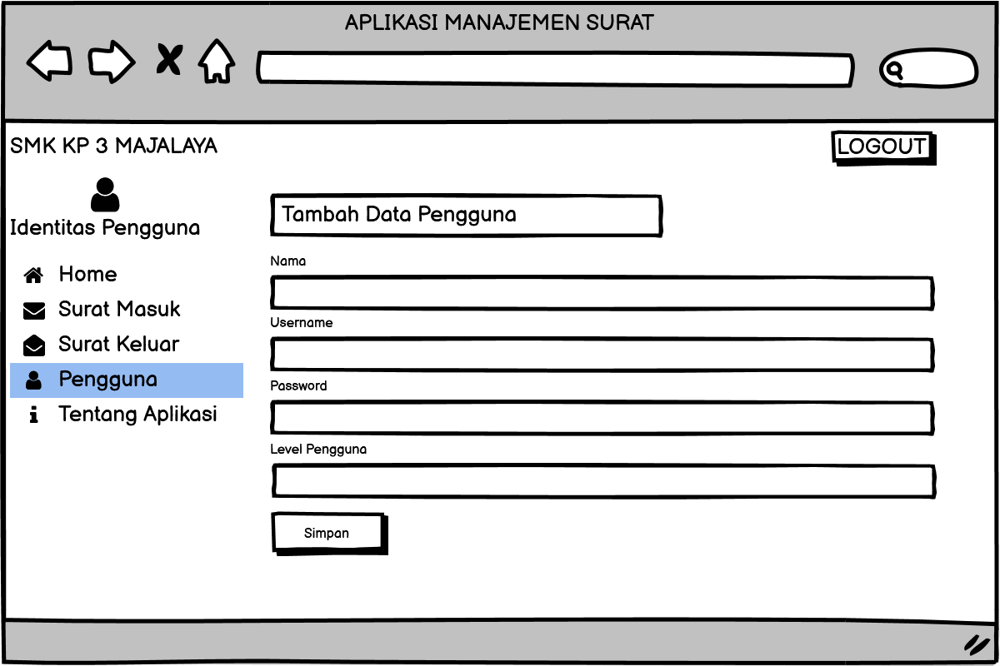 APLIKASI MANAJEMEN SURAT
SMK KP 3 MAJALAYA
LOGOUT
Identitas Pengguna
Home
Surat Masuk
Surat Keluar
Pengguna
Tentang Aplikasi
Tambah Data Pengguna
Nama
Username
Password
Level Pengguna
Simpan